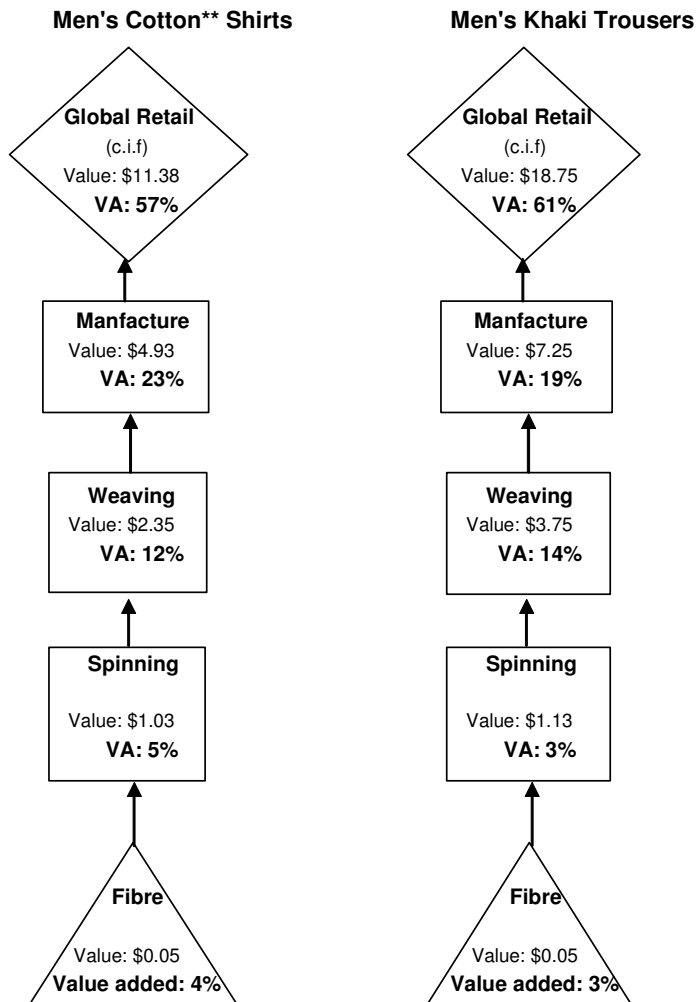 Men's Cotton** Shirts
Global Retail
(c.i.f)
Value: $11.38
VA: 57%
Manfacture
Value: $4.93
VA: 23%
Weaving
Value: $2.35
VA: 12%
Spinning
Value: $1.03
VA: 5%
Fibre
Value: $0.05
Value added: 4%
Men's Khaki Trousers
Global Retail
(c.i.f)
Value: $18.75
VA: 61%
Manfacture
Value: $7.25
VA: 19%
Weaving
Value: $3.75
VA: 14%
Spinning
Value: $1.13
VA: 3%
Fibre
Value: $0.05
Value added: 3%